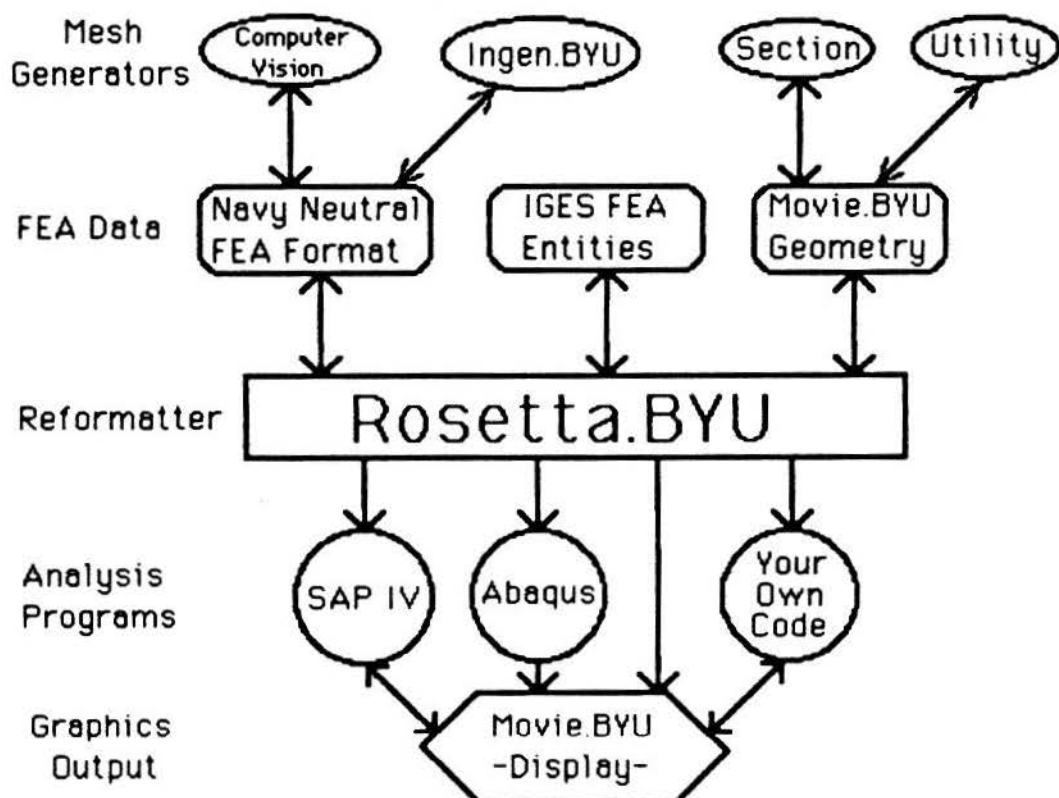 Mesh
Generators
Computer
Vision
Ingen.BYU
Section
Utility
FEA Data
Navy Neutral
FEA Format
IGES FEA
Entities
Movie.BYU
Geometry
Reformatter
Rosetta.BYU
Analysis
Programs
SAP IV
Abaqus
Your
Own
Code
Graphics
Output
Movie.BYU
-Display-